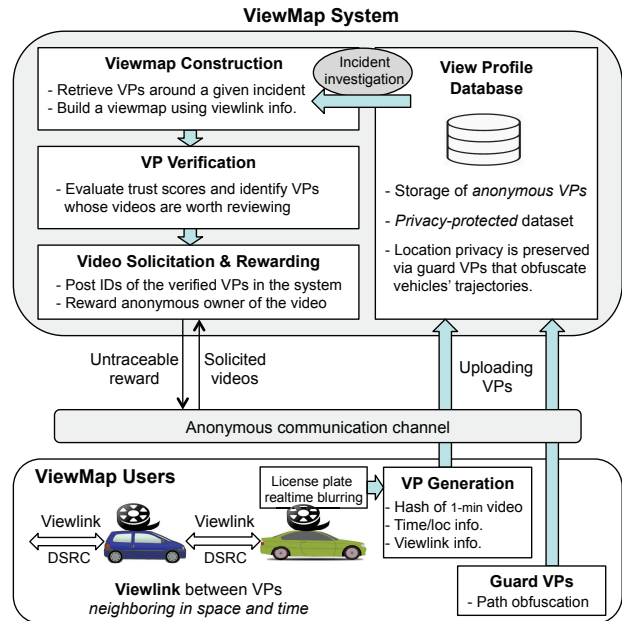 ViewMap System
Viewmap Construction
- Retrieve VPs around a given incident
- Build a viewmap using viewlink info.
Incident
investigation
View Profile
Database
- Storage of anonymous VPs
- Privacy-protected dataset
- Location privacy is preserved
via guard VPs that obfuscate
vehicles' trajectories.
VP Verification
- Evaluate trust scores and identify VPs
whose videos are worth reviewing
Video Solicitation & Rewarding
- Post IDs of the verified VPs in the system
- Reward anonymous owner of the video
Untraceable
reward
Solicited
videos
Uploading
VPs
Anonymous communication channel
ViewMap Users
License plate
realtime blurring
VP Generation
- Hash of 1-min video
- Time/loc info.
- Viewlink info.
Viewlink
DSRC
Viewlink
DSRC
Viewlink between VPs
neighboring in space and time
Guard VPs
- Path obfuscation